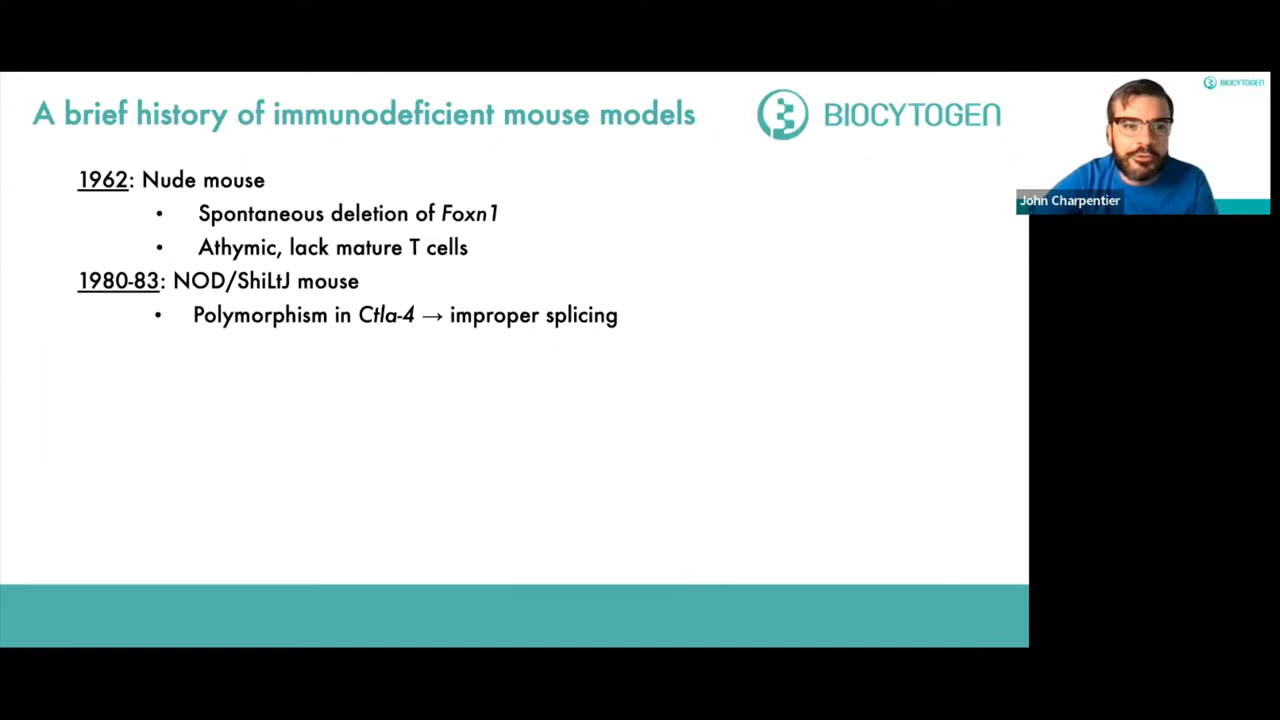 A brief history of immunodeficient mouse models
BIOCYTOGEN
BIOCYTOGEN
John Charpentier
1962: Nude mouse
• Spontaneous deletion of Foxn1
• Athymic, lack mature T cells
1980-83: NOD/ShiLtJ mouse
• Polymorphism in Ctla-4 → improper splicing